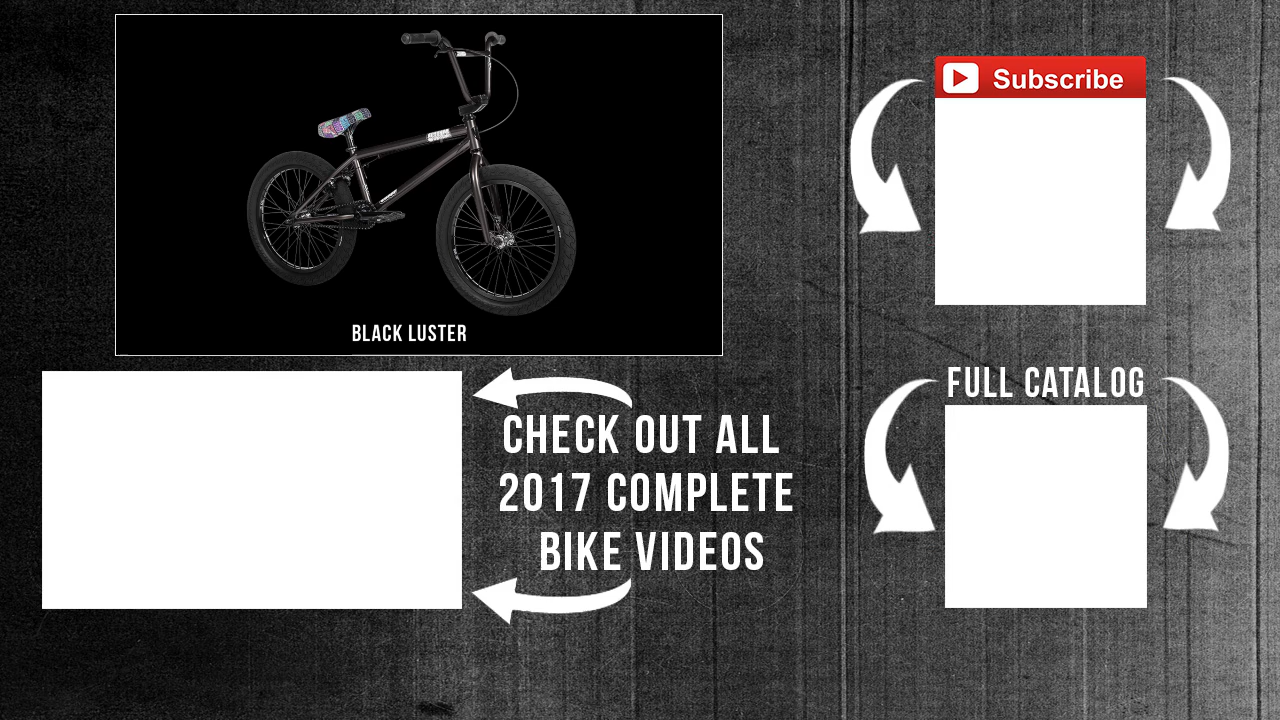 BLACK LUSTER
Subscribe
CHECK OUT ALL
2017 COMPLETE
BIKE VIDEOS
FULL CATALOG